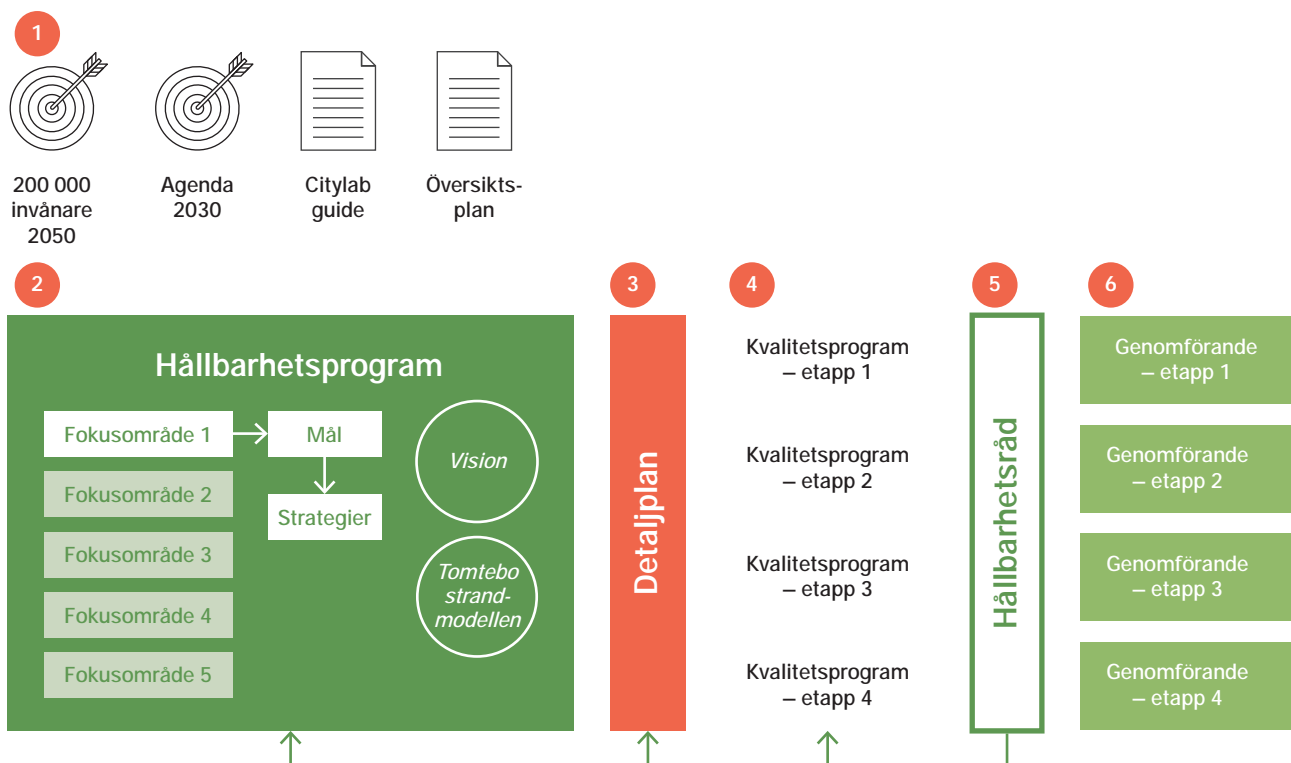 1
200 000
invånare
2050
Agenda
2030
Citylab
guide
Översikts-
plan
2
Hållbarhetsprogram
Fokusområde 1
Fokusområde 2
Fokusområde 3
Fokusområde 4
Fokusområde 5
Mål
Strategier
Vision
Tomtebo
strand-
modellen
3
Detaljplan
4
Kvalitetsprogram
– etapp 1
Kvalitetsprogram
– etapp 2
Kvalitetsprogram
– etapp 3
Kvalitetsprogram
– etapp 4
5
Hållbarhetsråd
6
Genomförande
– etapp 1
Genomförande
– etapp 2
Genomförande
– etapp 3
Genomförande
– etapp 4